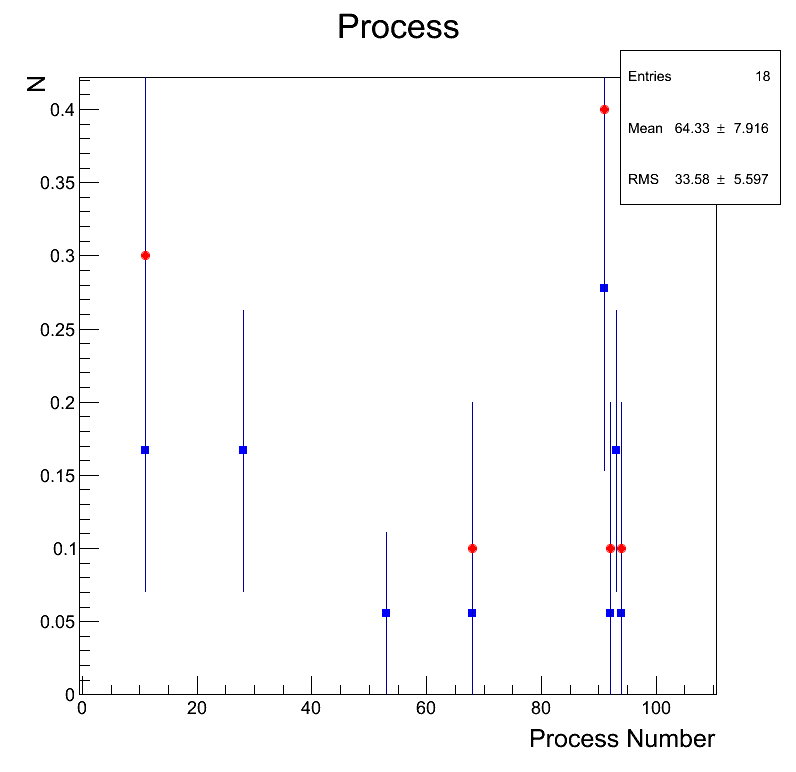 Process
N
Entries 18
Mean 64.33 ± 7.916
RMS 33.58 ± 5.597
0.4
0.35
0.3
0.25
0.2
0.15
0.1
0.05
0
0 20 40 60 80 100
Process Number